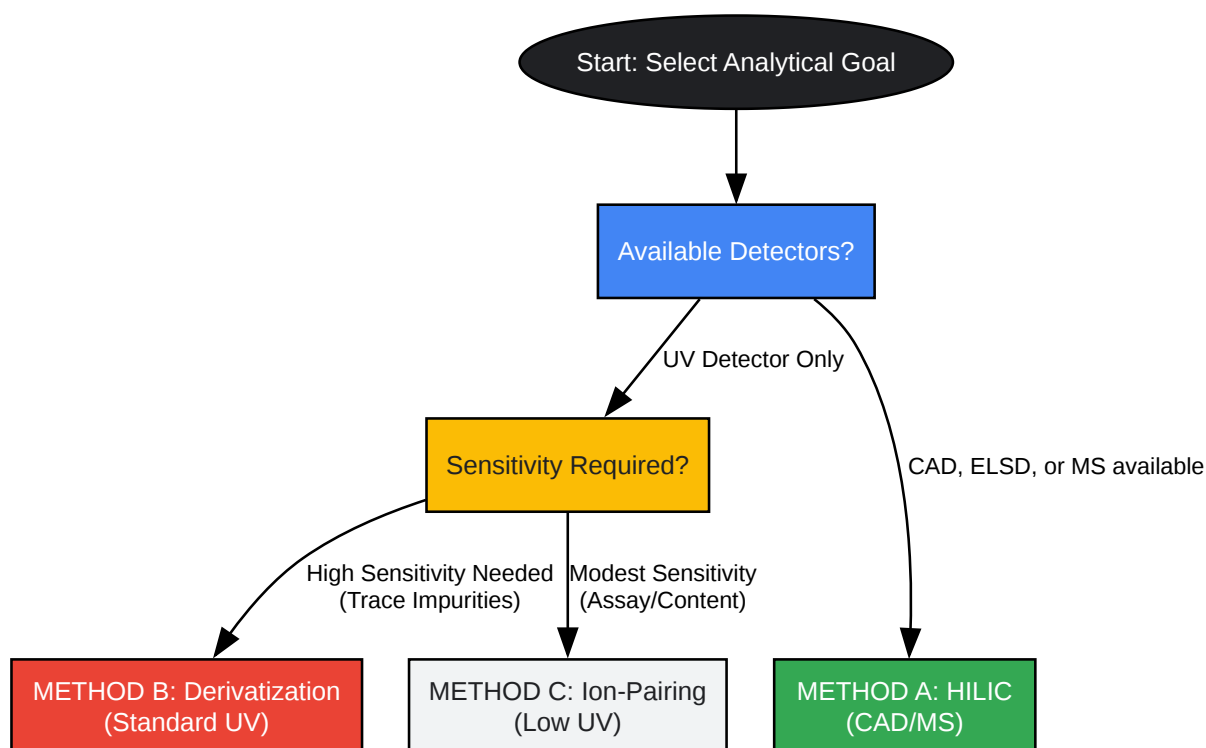 Start: Select Analytical Goal
Available Detectors?
UV Detector Only
Sensitivity Required?
CAD, ELSD, or MS available
High Sensitivity Needed
(Trace Impurities)
Modest Sensitivity
(Assay/Content)
METHOD B: Derivatization
(Standard UV)
METHOD C: Ion-Pairing
(Low UV)
METHOD A: HILIC
(CAD/MS)